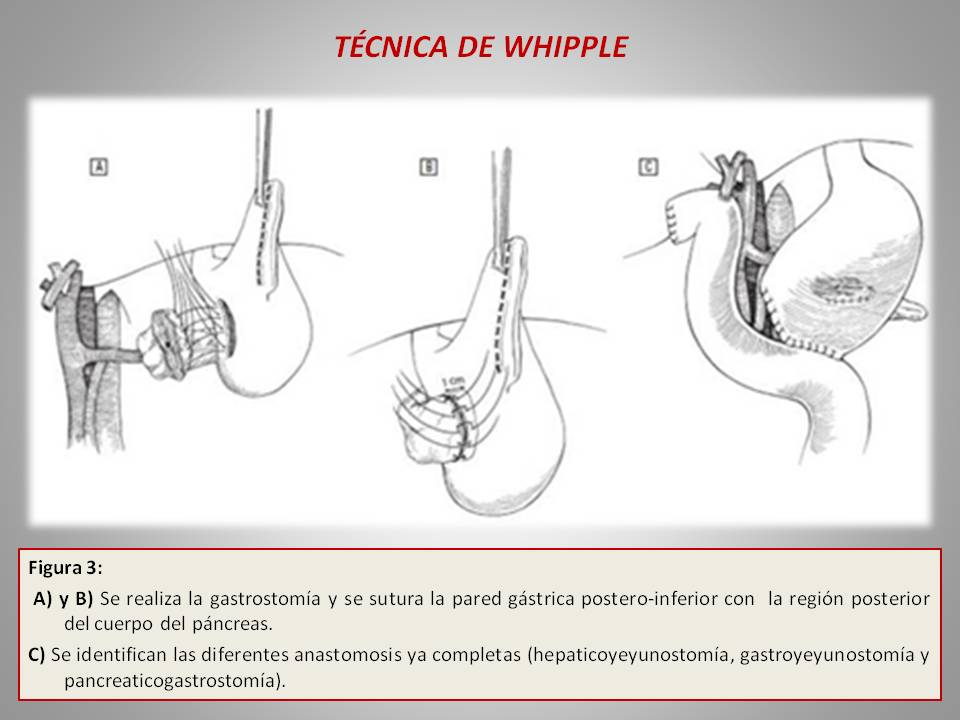 TÉCNICA DE WHIPPLE
A
B
C
1 cm
Figura 3:
A) y B) Se realiza la gastrostomía y se sutura la pared gástrica postero-inferior con la región posterior
del cuerpo del páncreas.
C) Se identifican las diferentes anastomosis ya completas (hepaticoyeyunostomía, gastroyeyunostomía y
pancreaticogastrostomía).